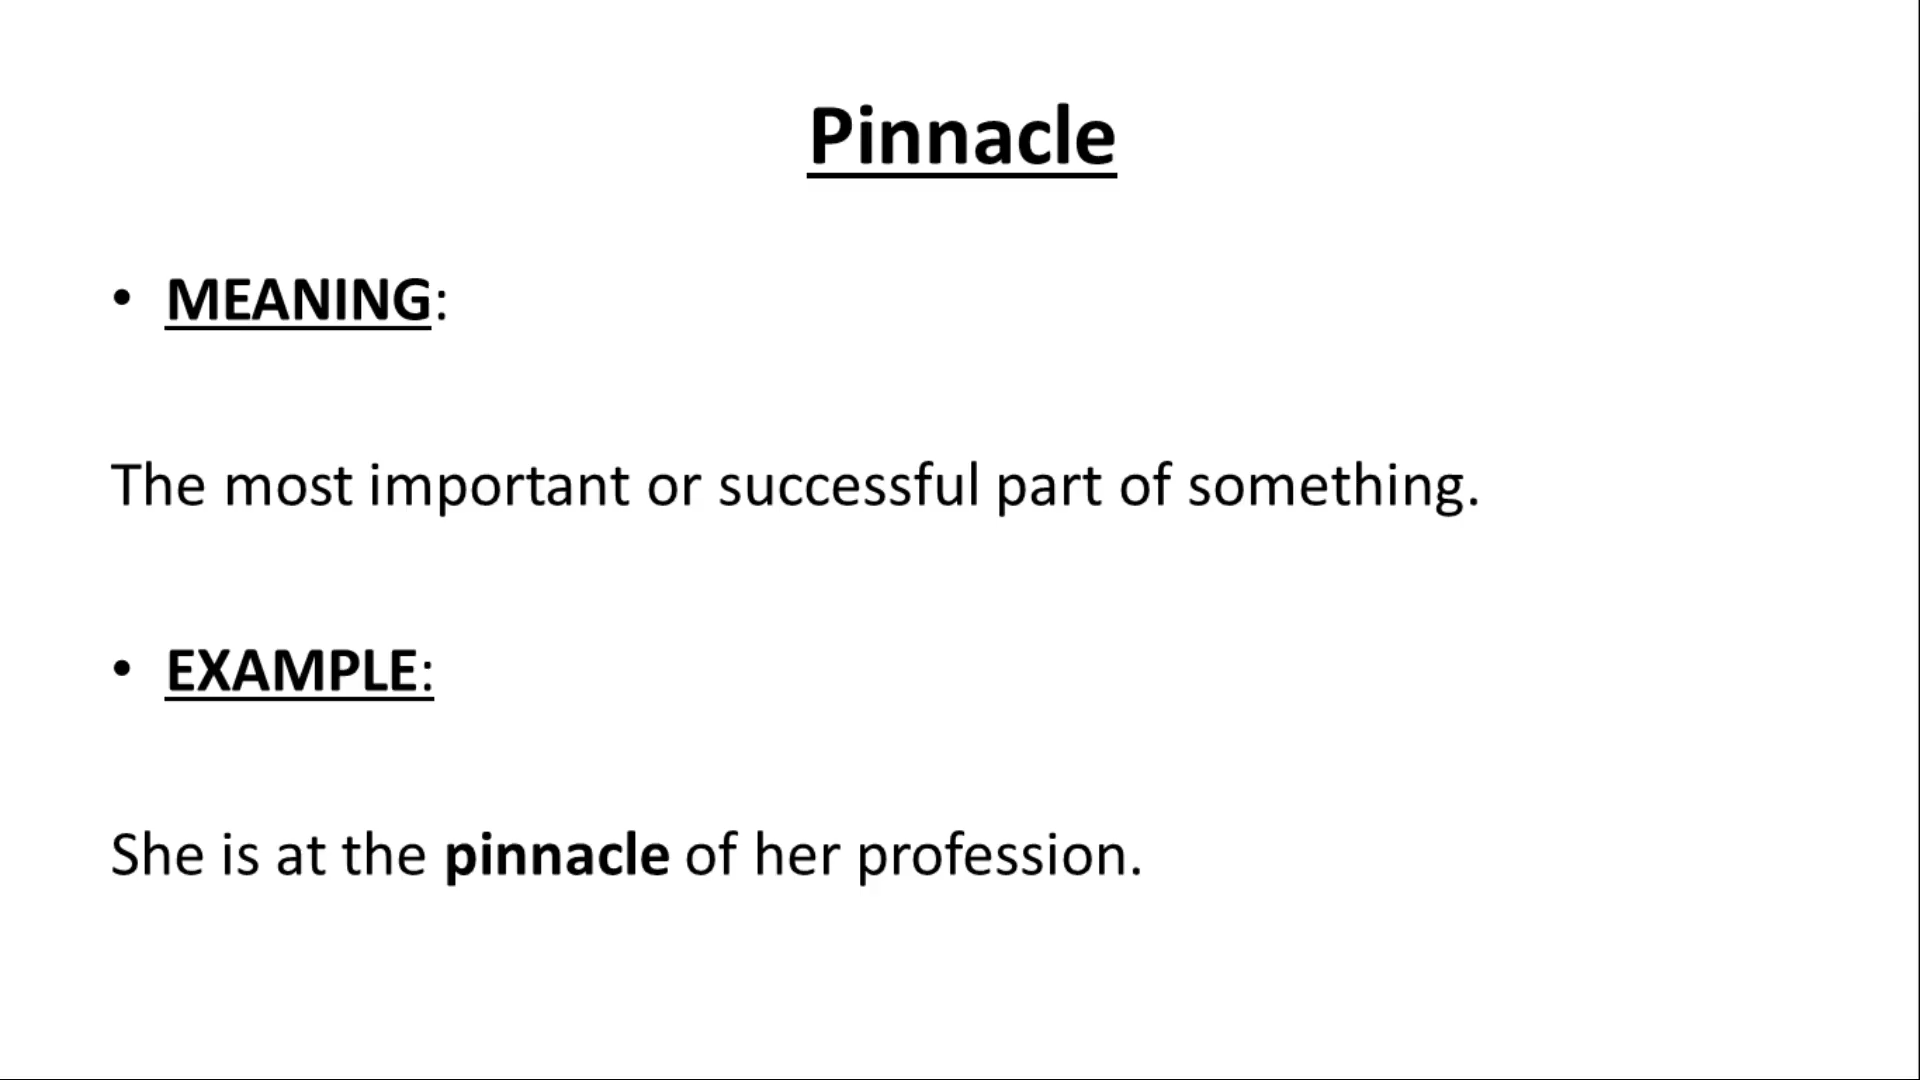 Pinnacle
• MEANING:
The most important or successful part of something.
• EXAMPLE:
She is at the pinnacle of her profession.